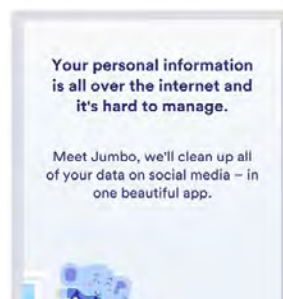 Your personal information
is all over the internet and
it's hard to manage.
Meet Jumbo, we'll clean up all
of your data on social media – in
one beautiful app.